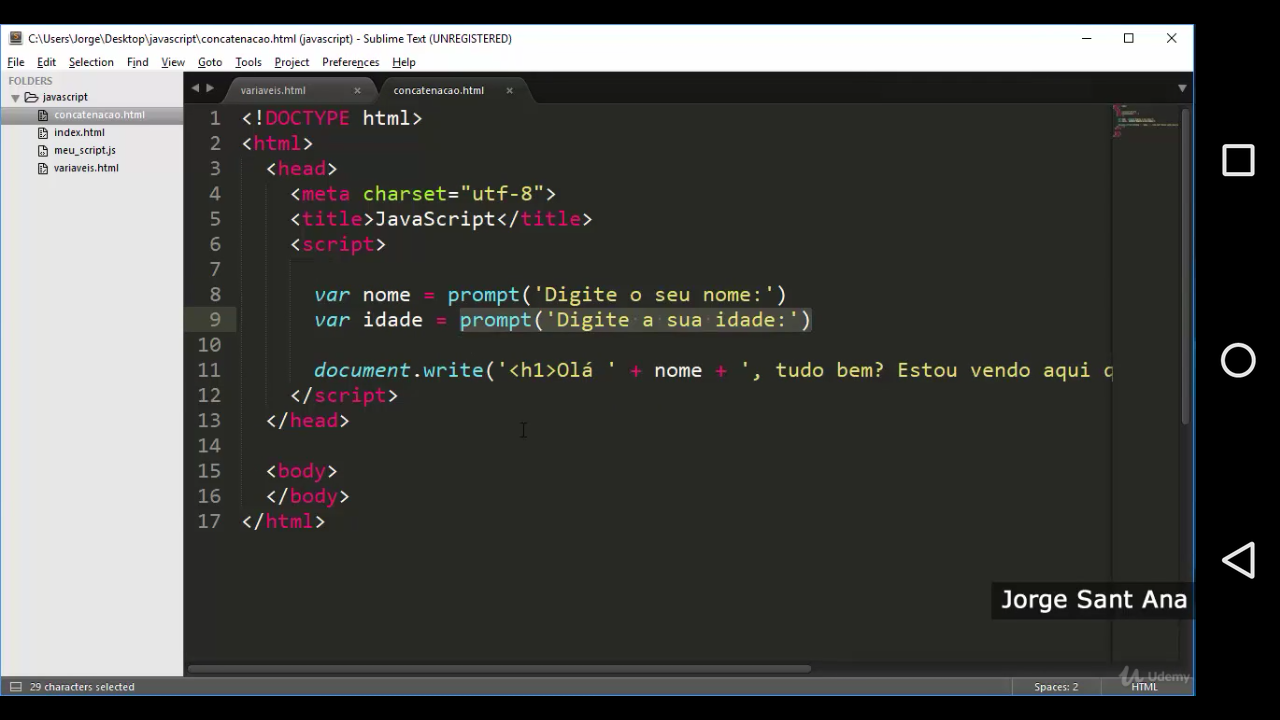 C:\Users\Jorge\Desktop\javascript\concatenacao.html (javascript) - Sublime Text (UNREGISTERED)
File Edit Selection Find View Goto Tools Project Preferences Help
FOLDERS
javascript
concatenacao.html
index.html
meu_script.js
variaveis.html
variaveis.html concatenacao.html
1 <!DOCTYPE html>
2 <html>
3 <head>
4 <meta charset="utf-8">
5 <title>JavaScript</title>
6 <script>
7
8 var nome = prompt('Digite o seu nome:')
9 var idade = prompt('Digite a sua idade:')
10
11 document.write('<h1>Olá ' + nome + ', tudo bem? Estou vendo aqui q
12 </script>
13 </head>
14
15 <body>
16 </body>
17 </html>
Jorge Sant Ana
Udemy
29 characters selected
Spaces: 2 HTML